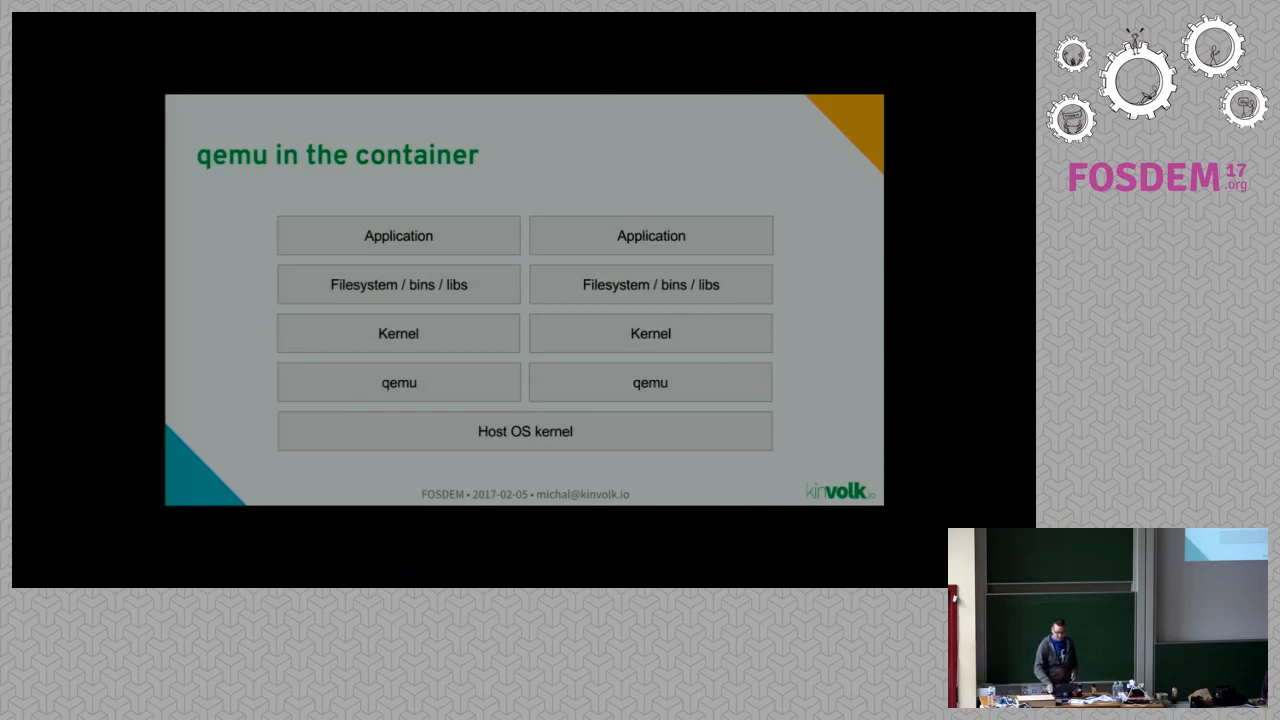 qemu in the container
Application Application
Filesystem / bins / libs Filesystem / bins / libs
Kernel Kernel
qemu qemu
Host OS kernel
FOSDEM • 2017-02-05 • michal@kinvolk.io
kinvolk.io
FOSDEM 17
.org